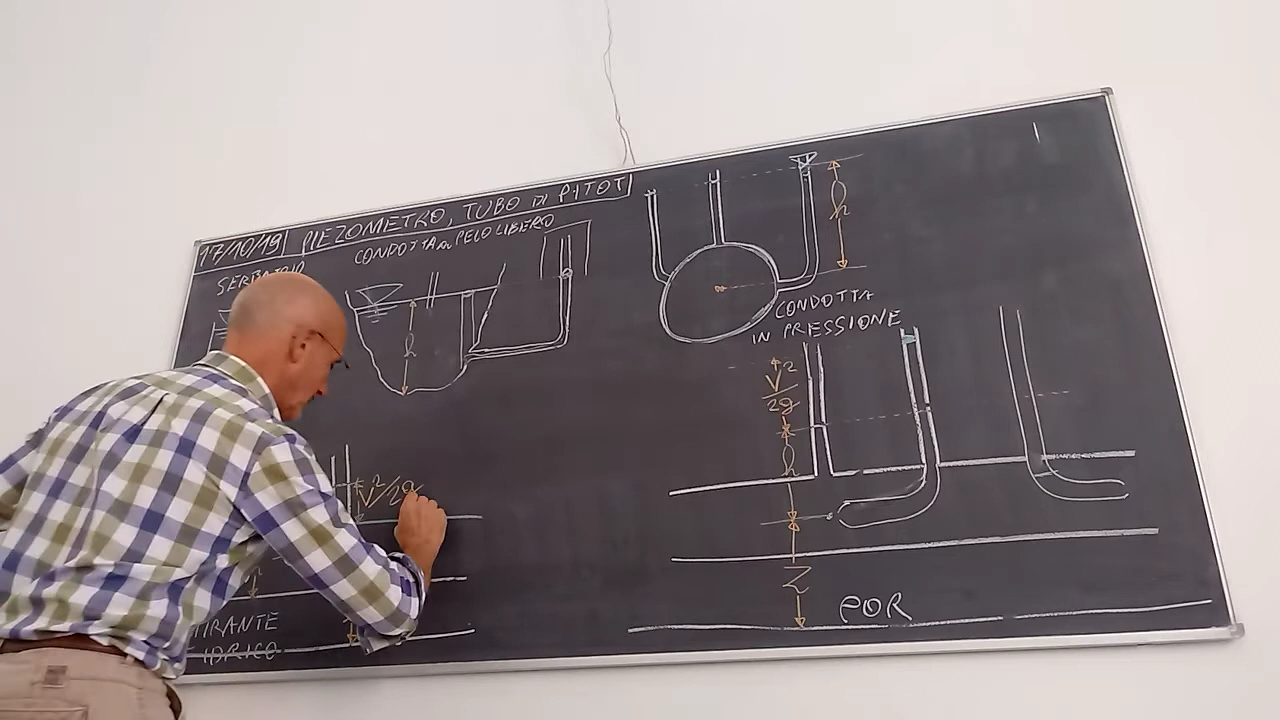 17/10/19 PIEZOMETRO, TUBO DI PITOT
CONDOTTA A PELO LIBERO
h
h
CONDOTTA
IN PRESSIONE
V²
2g
h
V²/2g
Z
POR
TIRANTE
IDRICO